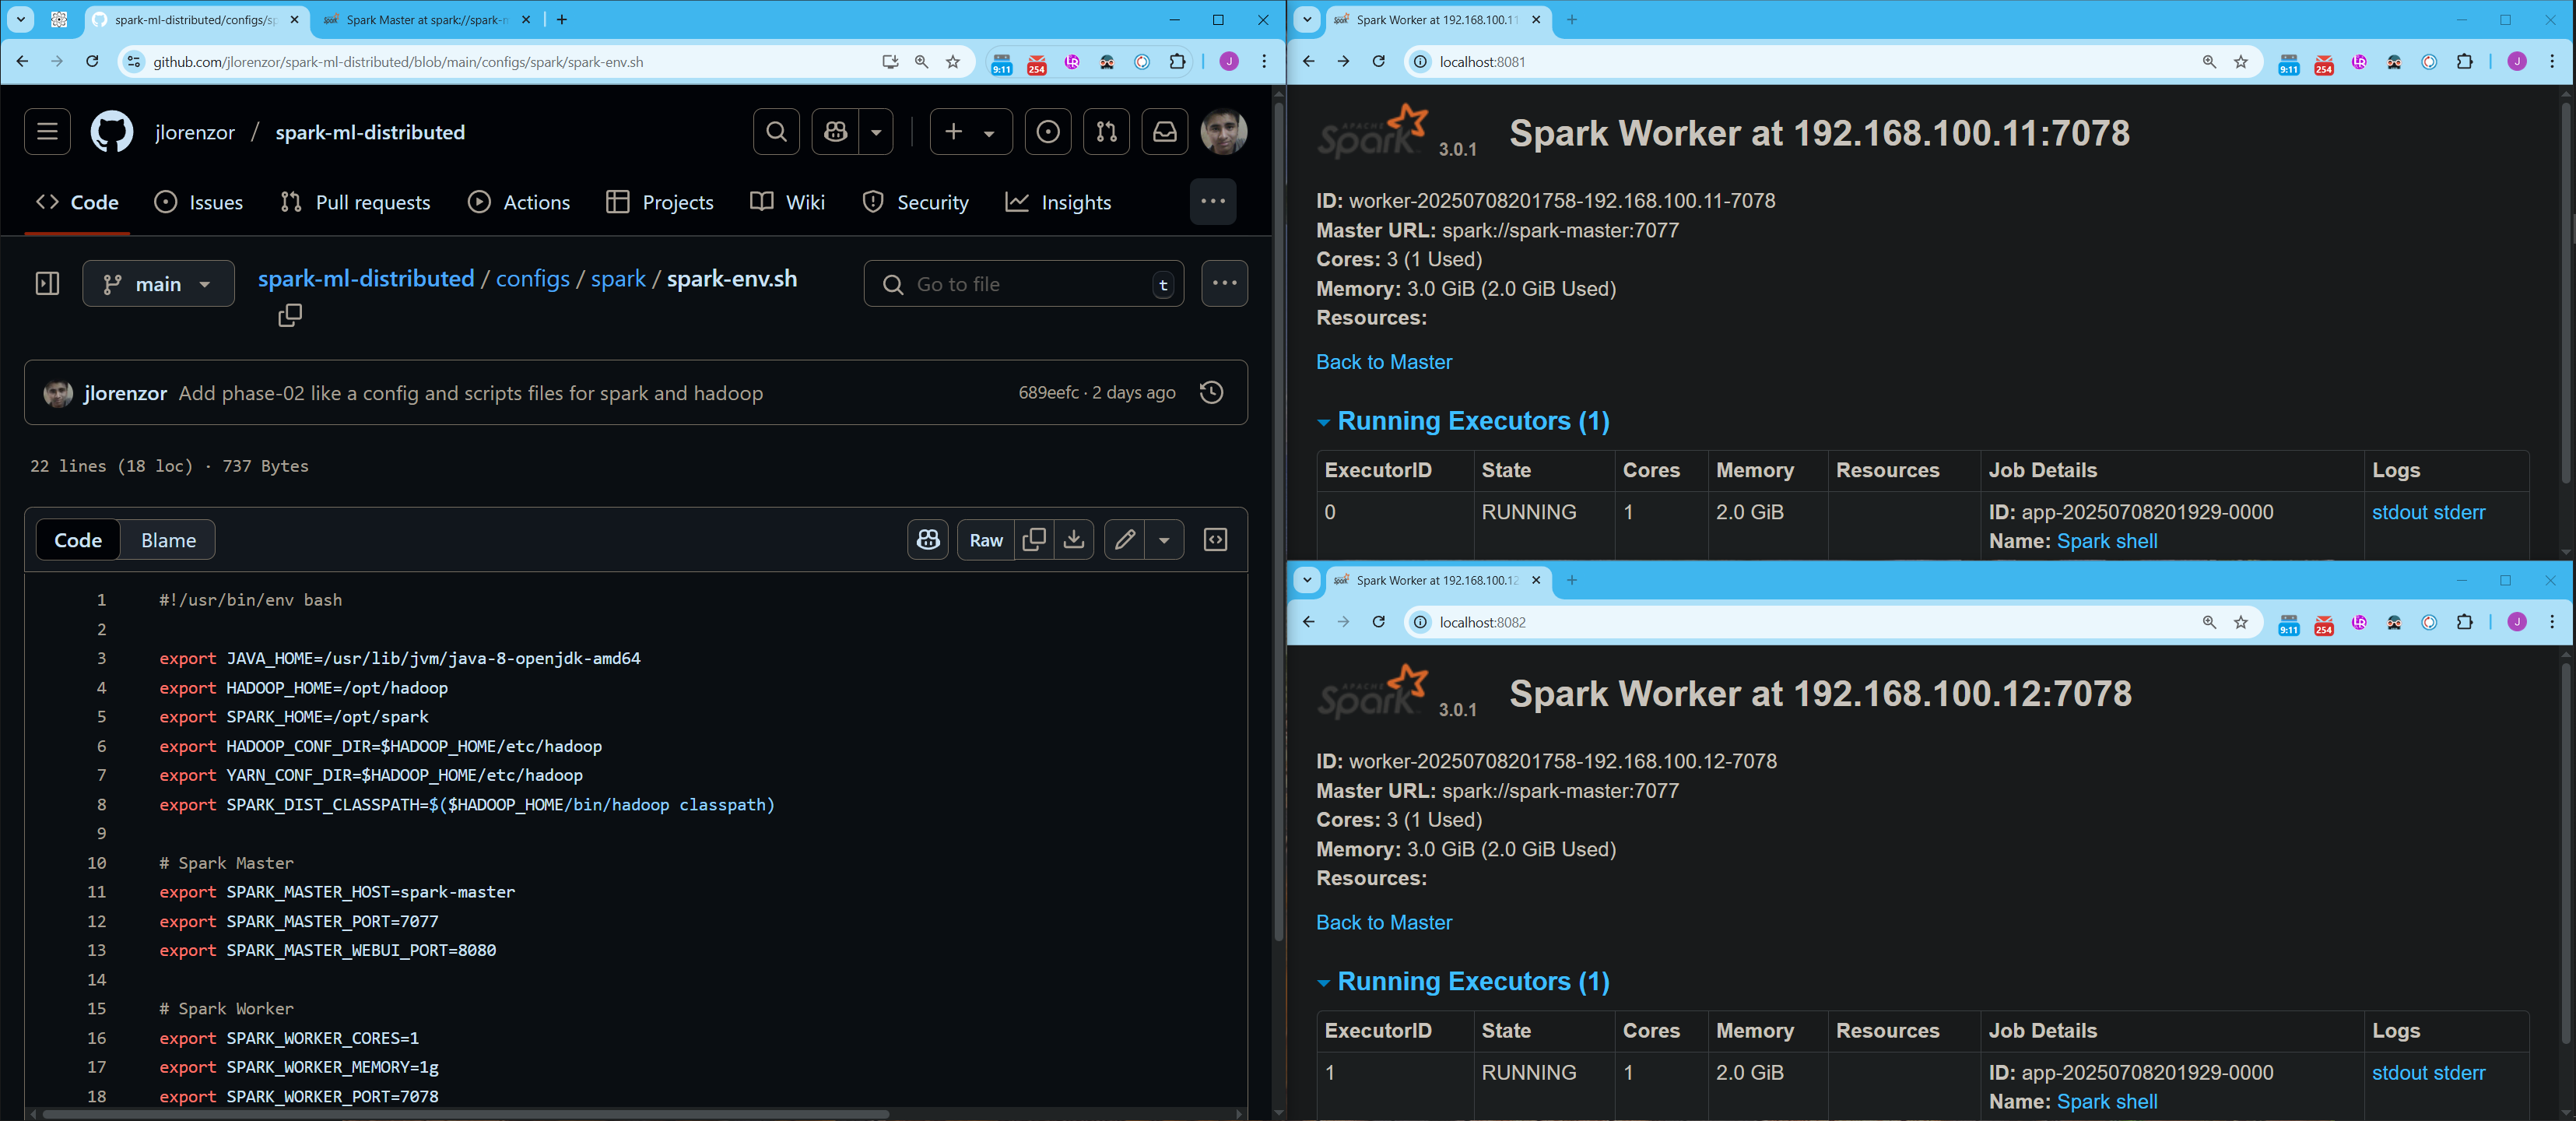 spark-ml-distributed/configs/sp
Spark Master at spark://spark-m
github.com/jlorenzor/spark-ml-distributed/blob/main/configs/spark/spark-env.sh
9:11
254
J
jlorenzor / spark-ml-distributed
Code
Issues
Pull requests
Actions
Projects
Wiki
Security
Insights
main
spark-ml-distributed / configs / spark / spark-env.sh
Go to file
t
jlorenzor Add phase-02 like a config and scripts files for spark and hadoop
689eefc · 2 days ago
22 lines (18 loc) · 737 Bytes
Code
Blame
Raw
1 #!/usr/bin/env bash
2
3 export JAVA_HOME=/usr/lib/jvm/java-8-openjdk-amd64
4 export HADOOP_HOME=/opt/hadoop
5 export SPARK_HOME=/opt/spark
6 export HADOOP_CONF_DIR=$HADOOP_HOME/etc/hadoop
7 export YARN_CONF_DIR=$HADOOP_HOME/etc/hadoop
8 export SPARK_DIST_CLASSPATH=$($HADOOP_HOME/bin/hadoop classpath)
9
10 # Spark Master
11 export SPARK_MASTER_HOST=spark-master
12 export SPARK_MASTER_PORT=7077
13 export SPARK_MASTER_WEBUI_PORT=8080
14
15 # Spark Worker
16 export SPARK_WORKER_CORES=1
17 export SPARK_WORKER_MEMORY=1g
18 export SPARK_WORKER_PORT=7078
Spark Worker at 192.168.100.11
localhost:8081
9:11
254
J
APACHE
Spark 3.0.1
Spark Worker at 192.168.100.11:7078
ID: worker-20250708201758-192.168.100.11-7078
Master URL: spark://spark-master:7077
Cores: 3 (1 Used)
Memory: 3.0 GiB (2.0 GiB Used)
Resources:
Back to Master
Running Executors (1)
ExecutorID State Cores Memory Resources Job Details Logs
0 RUNNING 1 2.0 GiB ID: app-20250708201929-0000 stdout stderr
Name: Spark shell
Spark Worker at 192.168.100.12
localhost:8082
9:11
254
J
APACHE
Spark 3.0.1
Spark Worker at 192.168.100.12:7078
ID: worker-20250708201758-192.168.100.12-7078
Master URL: spark://spark-master:7077
Cores: 3 (1 Used)
Memory: 3.0 GiB (2.0 GiB Used)
Resources:
Back to Master
Running Executors (1)
ExecutorID State Cores Memory Resources Job Details Logs
1 RUNNING 1 2.0 GiB ID: app-20250708201929-0000 stdout stderr
Name: Spark shell